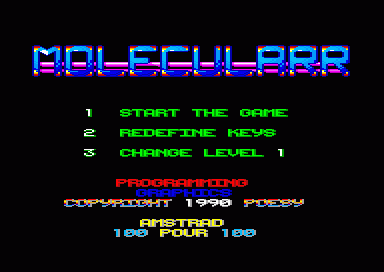 MOLECULARR
1 START THE GAME
2 REDEFINE KEYS
3 CHANGE LEVEL 1
PROGRAMMING
GRAPHICS
COPYRIGHT 1990 POEBY
AMSTRAD
100 POUR 100